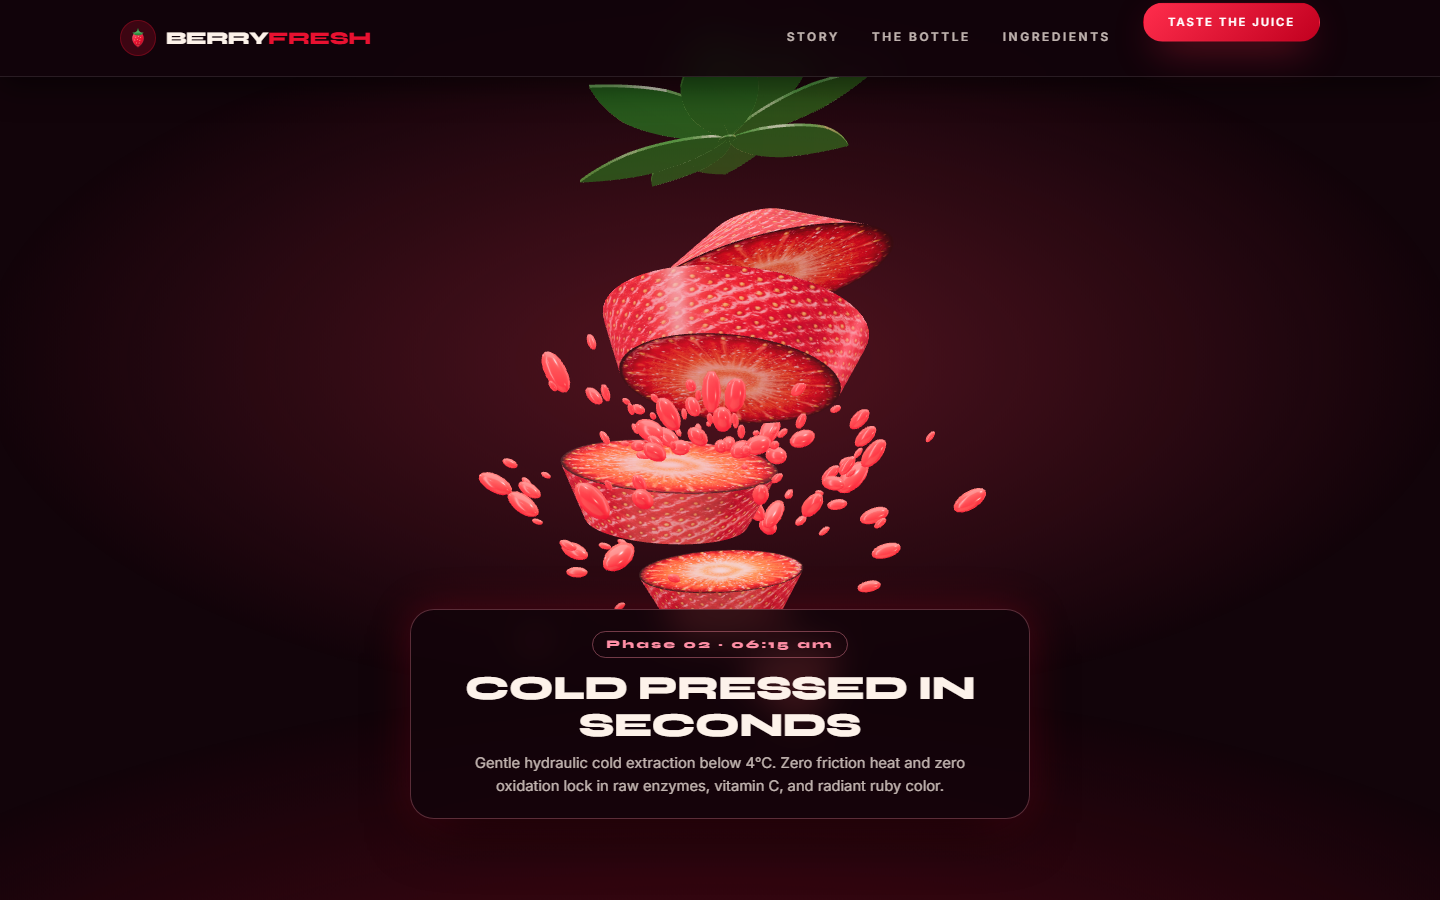 BERRYFRESH
STORY
THE BOTTLE
INGREDIENTS
TASTE THE JUICE
Phase 02 · 06:15 am
COLD PRESSED IN
SECONDS
Gentle hydraulic cold extraction below 4°C. Zero friction heat and zero
oxidation lock in raw enzymes, vitamin C, and radiant ruby color.